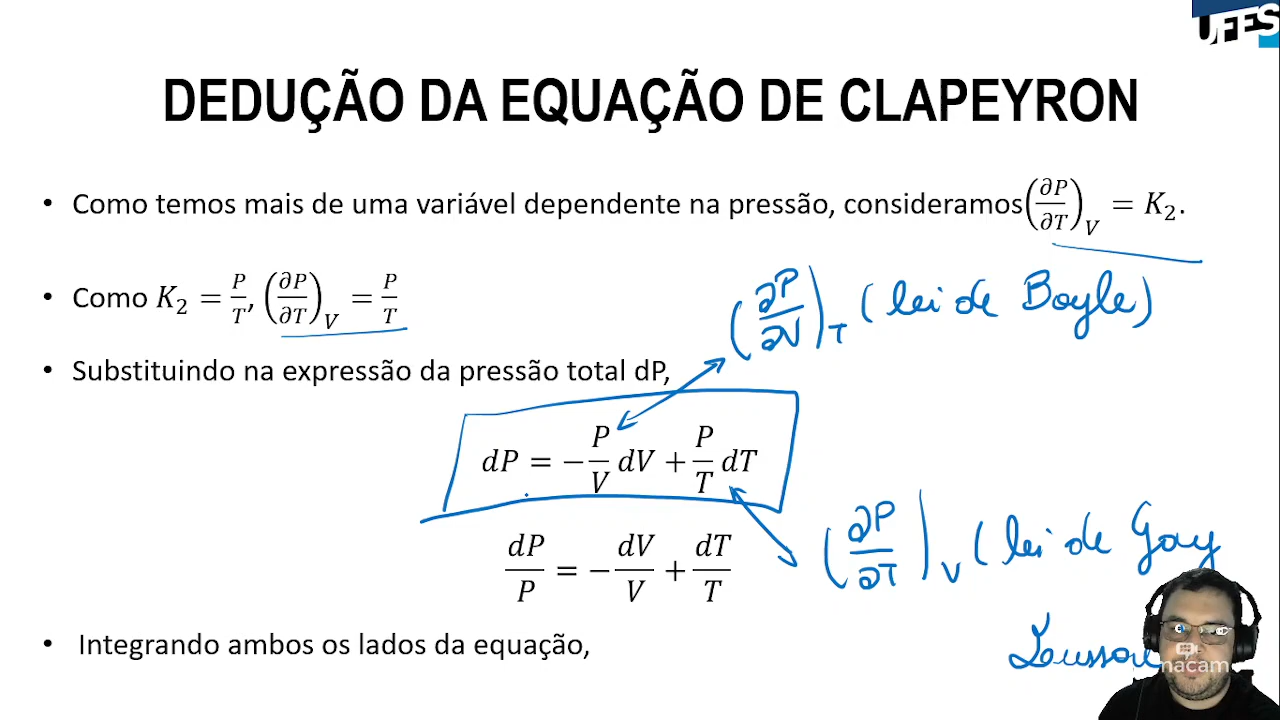 UFES
DEDUÇÃO DA EQUAÇÃO DE CLAPEYRON
• Como temos mais de uma variável dependente na pressão, consideramos (∂P/∂T)_V = K₂.
• Como K₂ = P/T, (∂P/∂T)_V = P/T
(∂P/∂V)_T (lei de Boyle)
• Substituindo na expressão da pressão total dP,
dP = −P/V dV + P/T dT
(∂P/∂T)_V (lei de Gay
dP/P = −dV/V + dT/T
• Integrando ambos os lados da equação,